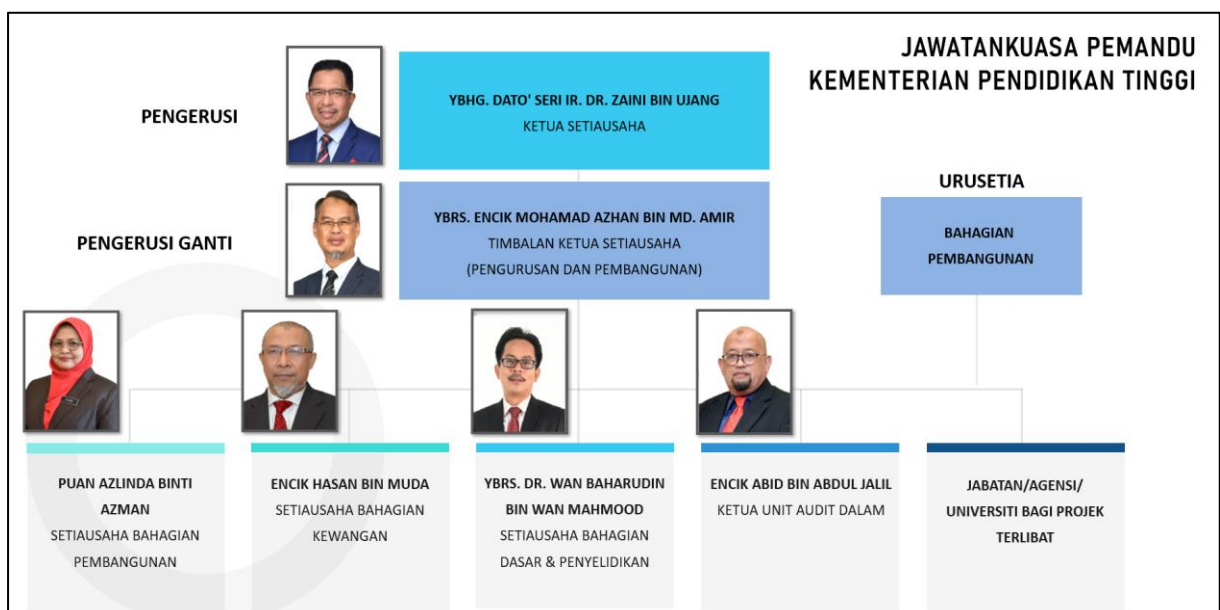 JAWATANKUASA PEMANDU
KEMENTERIAN PENDIDIKAN TINGGI
PENGERUSI
YBHG. DATO' SERI IR. DR. ZAINI BIN UJANG
KETUA SETIAUSAHA
PENGERUSI GANTI
YBRS. ENCIK MOHAMAD AZHAN BIN MD. AMIR
TIMBALAN KETUA SETIAUSAHA
(PENGURUSAN DAN PEMBANGUNAN)
URUSETIA
BAHAGIAN
PEMBANGUNAN
PUAN AZLINDA BINTI
AZMAN
SETIAUSAHA BAHAGIAN
PEMBANGUNAN
ENCIK HASAN BIN MUDA
SETIAUSAHA BAHAGIAN
KEWANGAN
YBRS. DR. WAN BAHARUDIN
BIN WAN MAHMOOD
SETIAUSAHA BAHAGIAN
DASAR & PENYELIDIKAN
ENCIK ABID BIN ABDUL JALIL
KETUA UNIT AUDIT DALAM
JABATAN/AGENSI/
UNIVERSITI BAGI PROJEK
TERLIBAT